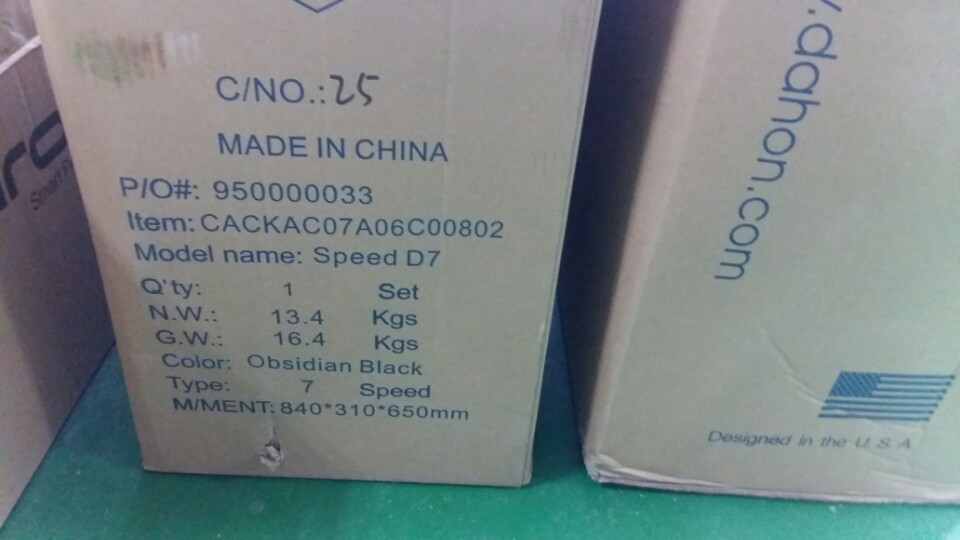 C/NO.:25
MADE IN CHINA
P/O#: 950000033
Item: CACKAC07A06C00802
Model name: Speed D7
Q'ty: 1 Set
N.W.: 13.4 Kgs
G.W.: 16.4 Kgs
Color: Obsidian Black
Type: 7 Speed
M/MENT: 840*310*650mm
.dahon.com
Designed in the U.S.A
Smart